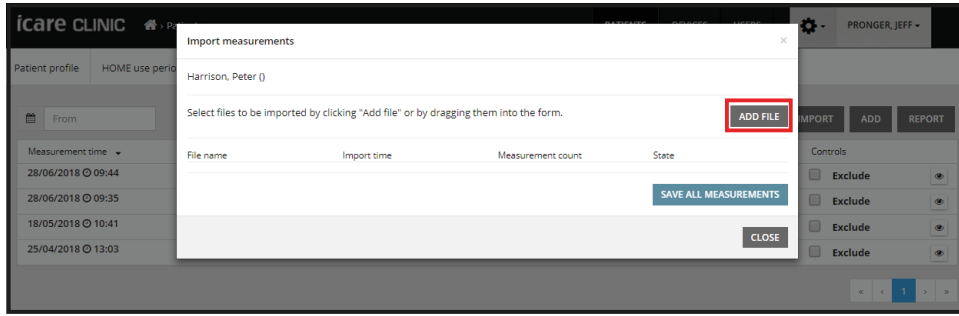 icare CLINIC
PATIENTS DEVICES USERS
PRONGER, JEFF
Import measurements
×
Patient profile
HOME use perio
Harrison, Peter ()
Select files to be imported by clicking "Add file" or by dragging them into the form.
ADD FILE
From
IMPORT
ADD
REPORT
File name Import time Measurement count State
Measurement time
Controls
28/06/2018 09:44
Exclude
SAVE ALL MEASUREMENTS
28/06/2018 09:35
Exclude
18/05/2018 10:41
Exclude
CLOSE
25/04/2018 13:03
Exclude
« ‹ 1 › »